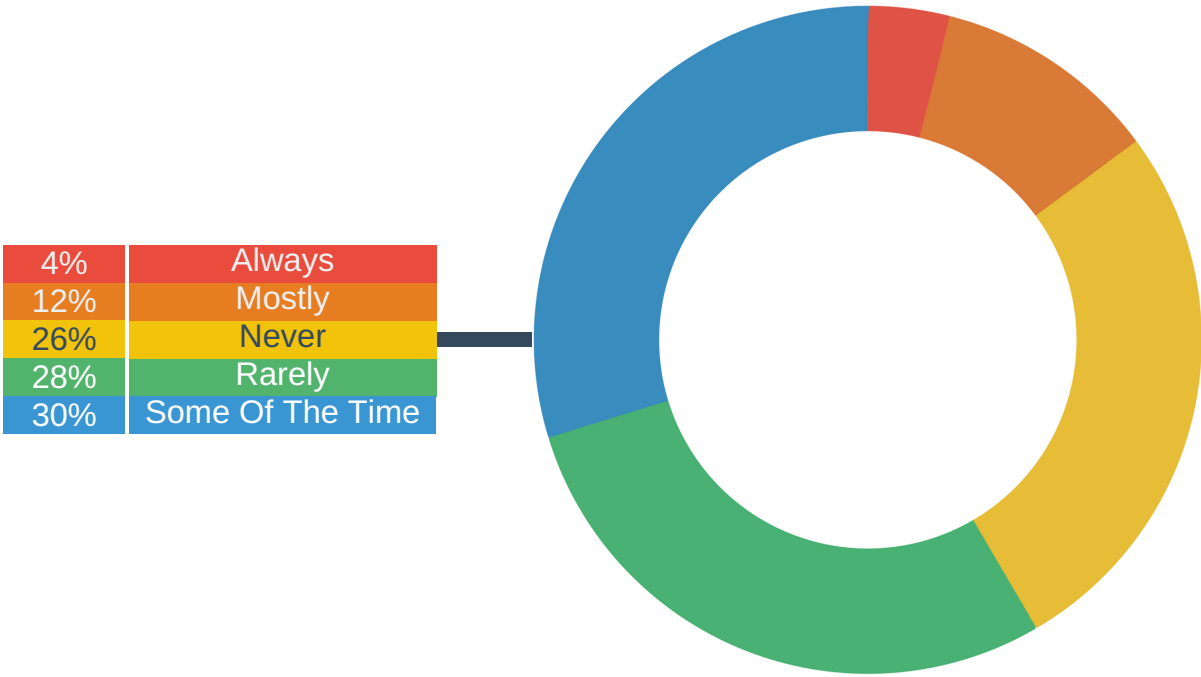 4% Always
12% Mostly
26% Never
28% Rarely
30% Some Of The Time